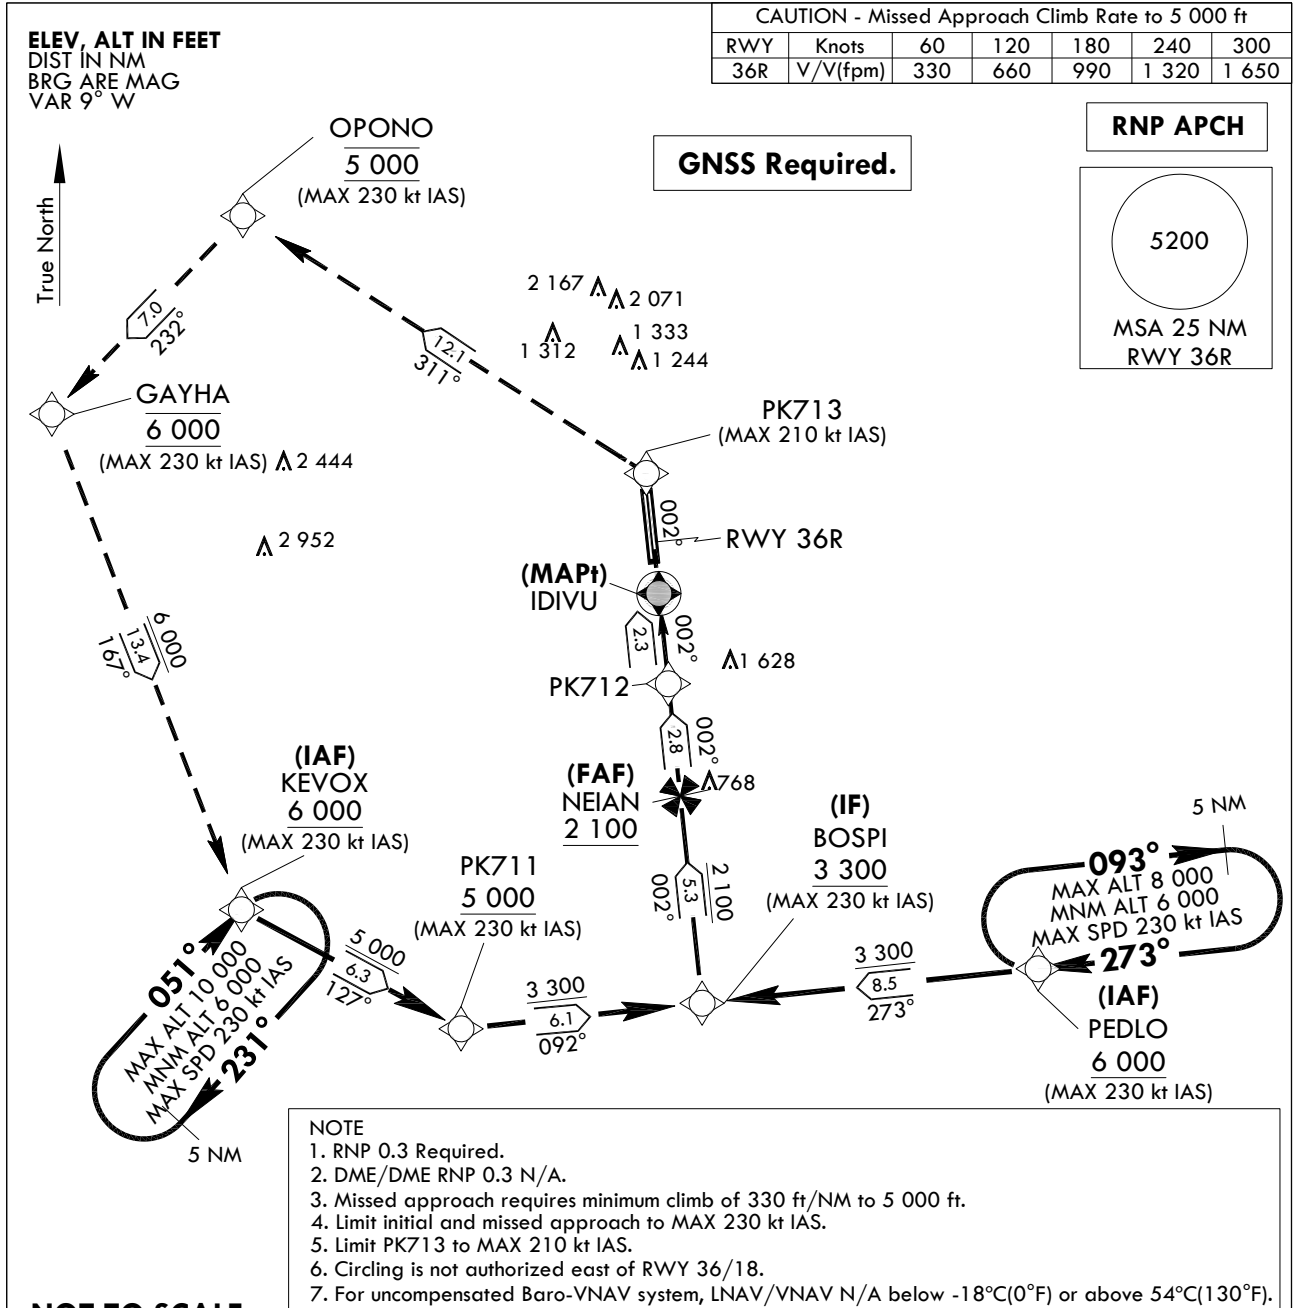 CAUTION - Missed Approach Climb Rate to 5 000 ft
RWY Knots 60 120 180 240 300
36R V/V(fpm) 330 660 990 1 320 1 650
ELEV, ALT IN FEET
DIST IN NM
BRG ARE MAG
VAR 9° W
True North
RNP APCH
GNSS Required.
5200
MSA 25 NM
RWY 36R
OPONO
5 000
(MAX 230 kt IAS)
7.0
232°
12.1
311°
2 167
2 071
1 312
1 333
1 244
GAYHA
6 000
(MAX 230 kt IAS)
2 444
2 952
PK713
(MAX 210 kt IAS)
002°
RWY 36R
(MAPt)
IDIVU
002°
2.3
1 628
PK712
002°
2.8
6 000
13.4
167°
(FAF)
NEIAN
2 100
768
(IAF)
KEVOX
6 000
(MAX 230 kt IAS)
2 100
5.3
002°
(IF)
BOSPI
3 300
(MAX 230 kt IAS)
PK711
5 000
(MAX 230 kt IAS)
5 NM
093°
MAX ALT 8 000
MNM ALT 6 000
MAX SPD 230 kt IAS
273°
(IAF)
PEDLO
6 000
(MAX 230 kt IAS)
3 300
8.5
273°
5 000
6.3
127°
3 300
6.1
092°
051°
MAX ALT 10 000
MNM ALT 6 000
MAX SPD 230 kt IAS
231°
5 NM
NOTE
1. RNP 0.3 Required.
2. DME/DME RNP 0.3 N/A.
3. Missed approach requires minimum climb of 330 ft/NM to 5 000 ft.
4. Limit initial and missed approach to MAX 230 kt IAS.
5. Limit PK713 to MAX 210 kt IAS.
6. Circling is not authorized east of RWY 36/18.
7. For uncompensated Baro-VNAV system, LNAV/VNAV N/A below -18°C(0°F) or above 54°C(130°F).
NOT TO SCALE